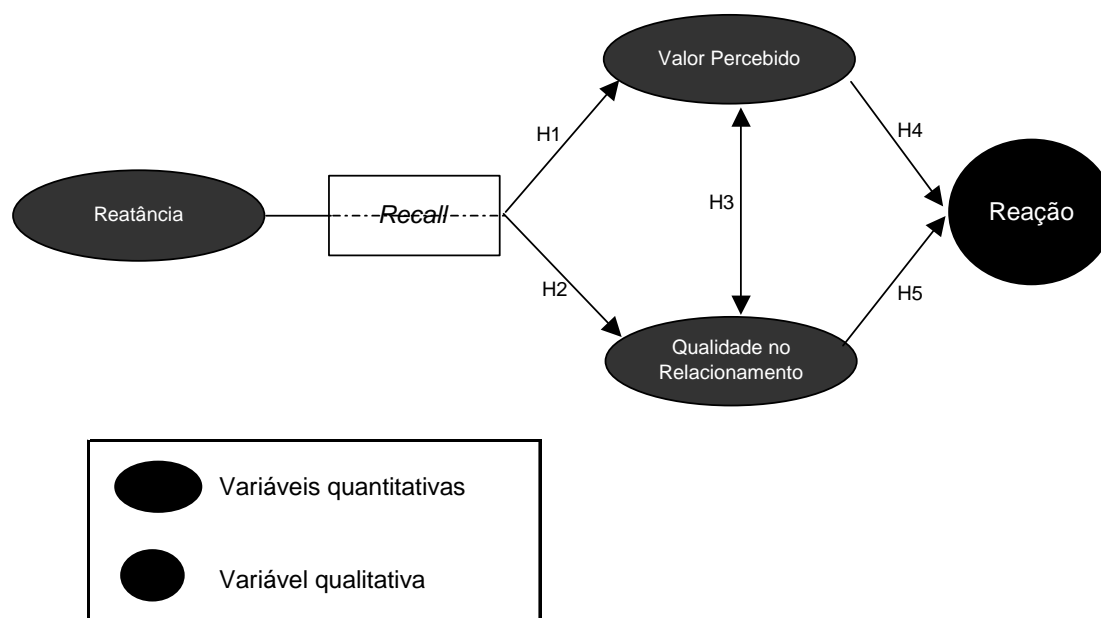 Valor Percebido
H1
H4
Reatância
Recall
H3
Reação
H2
H5
Qualidade no
Relacionamento
Variáveis quantitativas
Variável qualitativa